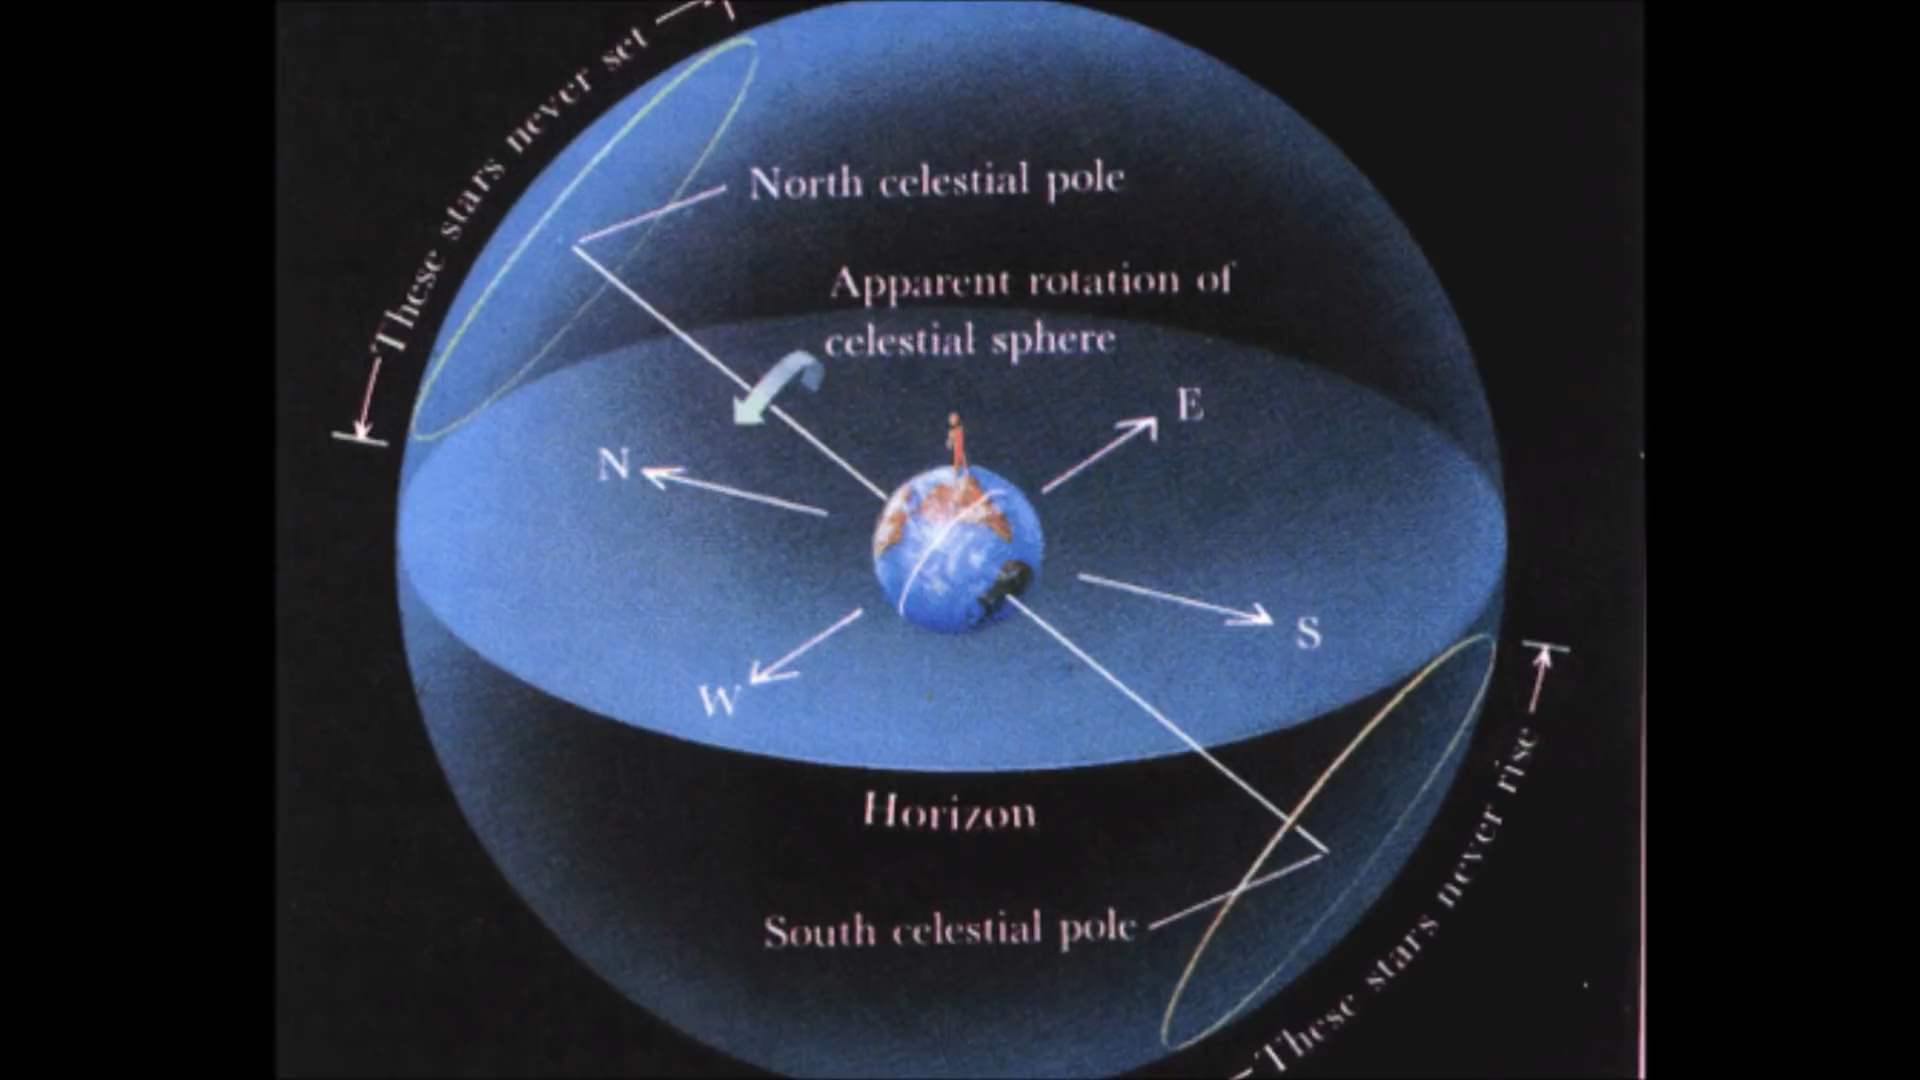 These stars never set
North celestial pole
Apparent rotation of
celestial sphere
E
N
S
W
Horizon
South celestial pole
These stars never rise